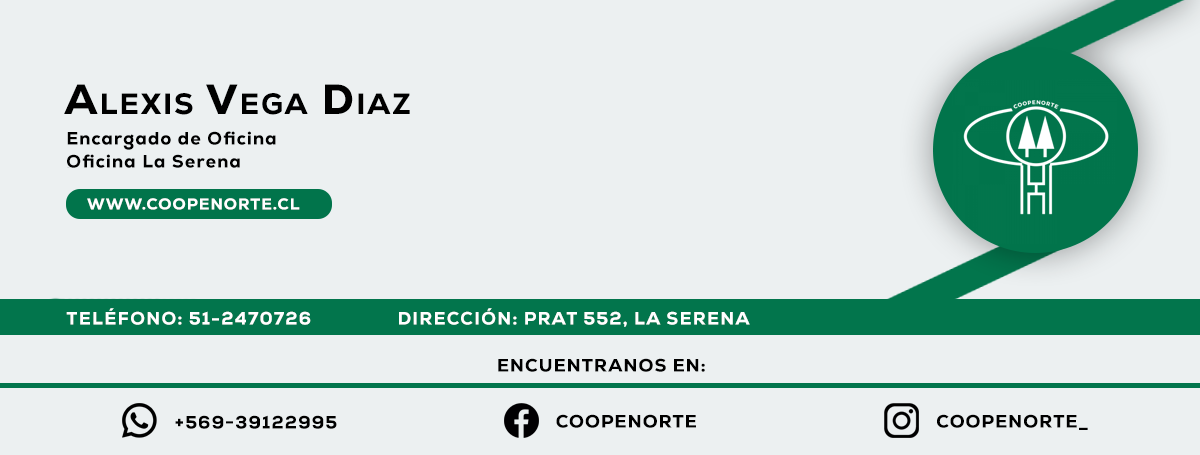 Alexis Vega Diaz
Encargado de Oficina
Oficina La Serena
WWW.COOPENORTE.CL
COOPENORTE
TELÉFONO: 51-2470726
DIRECCIÓN: PRAT 552, LA SERENA
ENCUENTRANOS EN:
+569-39122995
COOPENORTE
COOPENORTE_